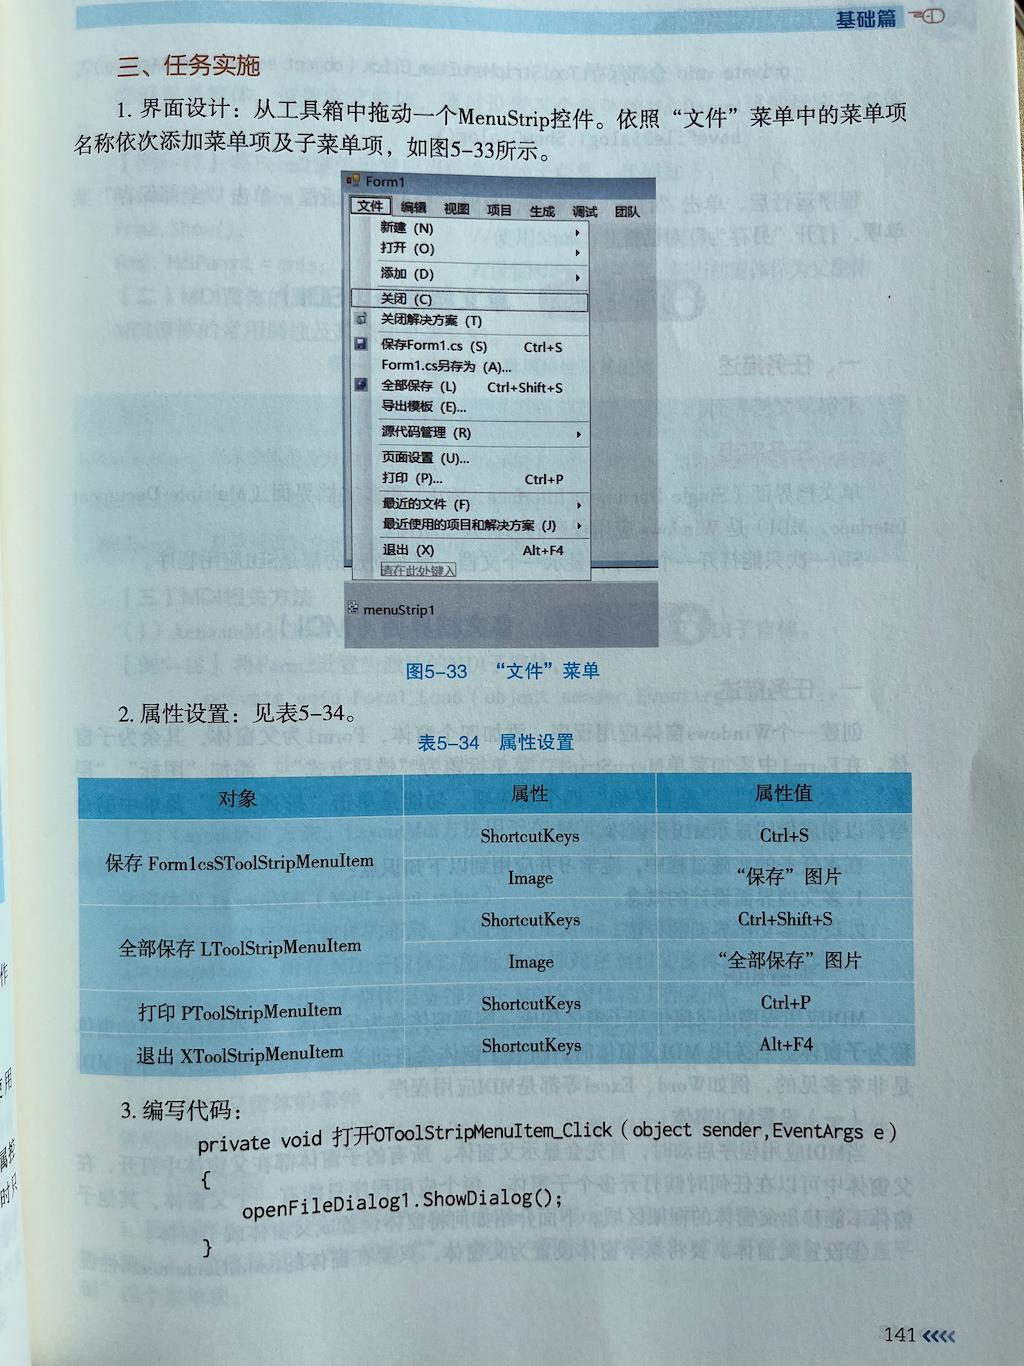 基础篇
三、任务实施
1. 界面设计：从工具箱中拖动一个MenuStrip控件。依照“文件”菜单中的菜单项
名称依次添加菜单项及子菜单项，如图5-33所示。
Form1
文件 编辑 视图 项目 生成 调试 团队
新建 (N)
打开 (O)
添加 (D)
关闭 (C)
关闭解决方案 (T)
保存Form1.cs (S) Ctrl+S
Form1.cs另存为 (A)...
全部保存 (L) Ctrl+Shift+S
导出模板 (E)...
源代码管理 (R)
页面设置 (U)...
打印 (P)... Ctrl+P
最近的文件 (F)
最近使用的项目和解决方案 (J)
退出 (X) Alt+F4
请在此处键入
menuStrip1
图5-33 “文件”菜单
2. 属性设置：见表5-34。
表5-34 属性设置
对象 属性 属性值
保存 Form1csSToolStripMenuItem ShortcutKeys Ctrl+S
Image “保存”图片
全部保存 LToolStripMenuItem ShortcutKeys Ctrl+Shift+S
Image “全部保存”图片
打印 PToolStripMenuItem ShortcutKeys Ctrl+P
退出 XToolStripMenuItem ShortcutKeys Alt+F4
3. 编写代码：
private void 打开OToolStripMenuItem_Click（object sender,EventArgs e）
{
openFileDialog1.ShowDialog();
}
141